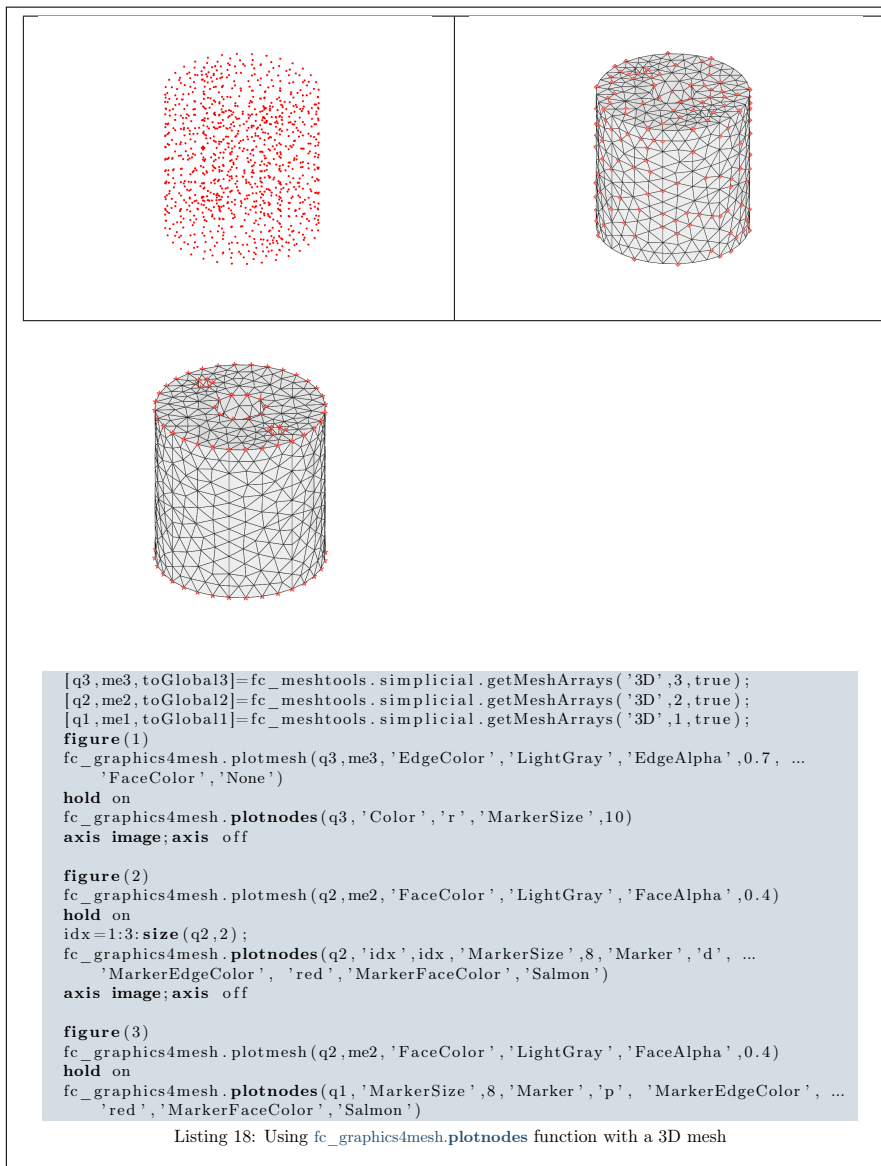 [q3,me3,toGlobal3]=fc_meshtools.simplicial.getMeshArrays('3D',3,true);
[q2,me2,toGlobal2]=fc_meshtools.simplicial.getMeshArrays('3D',2,true);
[q1,me1,toGlobal1]=fc_meshtools.simplicial.getMeshArrays('3D',1,true);
figure(1)
fc_graphics4mesh.plotmesh(q3,me3,'EdgeColor','LightGray','EdgeAlpha',0.7, ...
'FaceColor','None')
hold on
fc_graphics4mesh.plotnodes(q3,'Color','r','MarkerSize',10)
axis image;axis off
figure(2)
fc_graphics4mesh.plotmesh(q2,me2,'FaceColor','LightGray','FaceAlpha',0.4)
hold on
idx=1:3:size(q2,2);
fc_graphics4mesh.plotnodes(q2,'idx',idx,'MarkerSize',8,'Marker','d', ...
'MarkerEdgeColor', 'red','MarkerFaceColor','Salmon')
axis image;axis off
figure(3)
fc_graphics4mesh.plotmesh(q2,me2,'FaceColor','LightGray','FaceAlpha',0.4)
hold on
fc_graphics4mesh.plotnodes(q1,'MarkerSize',8,'Marker','p', 'MarkerEdgeColor', ...
'red','MarkerFaceColor','Salmon')
Listing 18: Using fc_graphics4mesh.plotnodes function with a 3D mesh